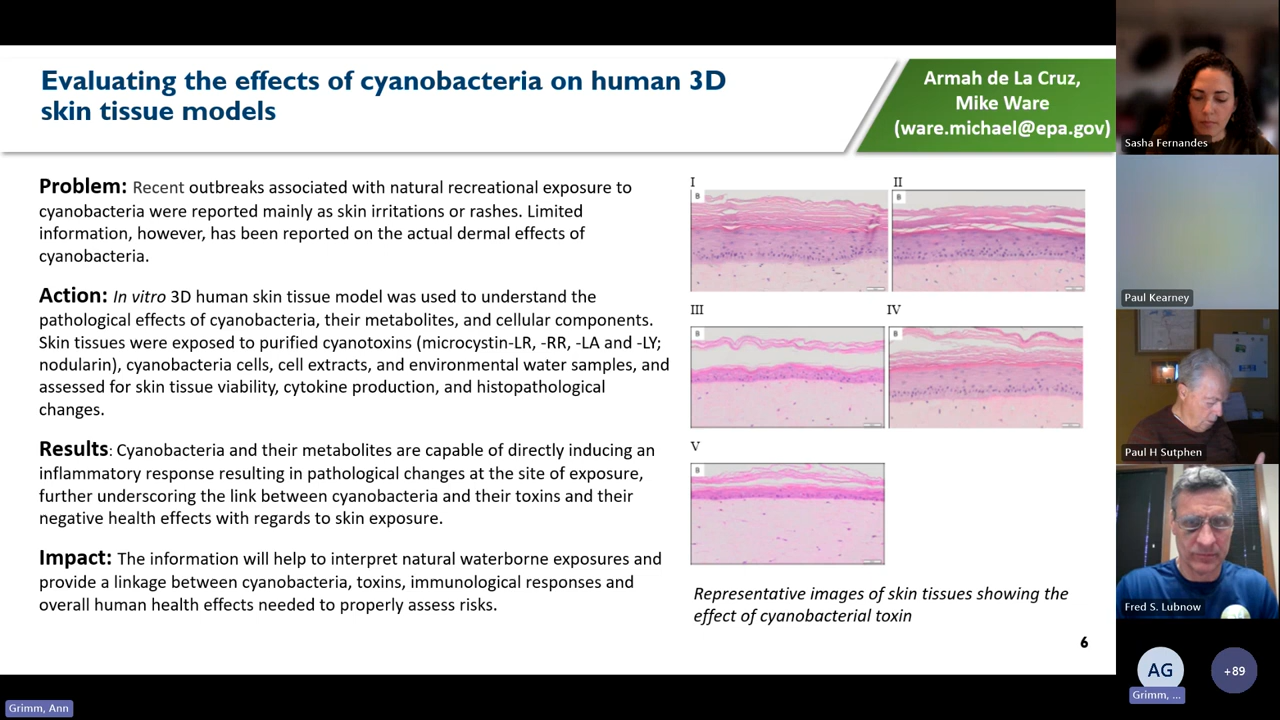 Evaluating the effects of cyanobacteria on human 3D
skin tissue models
Armah de La Cruz,
Mike Ware
(ware.michael@epa.gov)
Problem: Recent outbreaks associated with natural recreational exposure to
cyanobacteria were reported mainly as skin irritations or rashes. Limited
information, however, has been reported on the actual dermal effects of
cyanobacteria.
Action: In vitro 3D human skin tissue model was used to understand the
pathological effects of cyanobacteria, their metabolites, and cellular components.
Skin tissues were exposed to purified cyanotoxins (microcystin-LR, -RR, -LA and -LY;
nodularin), cyanobacteria cells, cell extracts, and environmental water samples, and
assessed for skin tissue viability, cytokine production, and histopathological
changes.
Results: Cyanobacteria and their metabolites are capable of directly inducing an
inflammatory response resulting in pathological changes at the site of exposure,
further underscoring the link between cyanobacteria and their toxins and their
negative health effects with regards to skin exposure.
Impact: The information will help to interpret natural waterborne exposures and
provide a linkage between cyanobacteria, toxins, immunological responses and
overall human health effects needed to properly assess risks.
I
II
B
B
III
IV
B
B
V
B
Representative images of skin tissues showing the
effect of cyanobacterial toxin
6
Sasha Fernandes
Paul Kearney
Paul H Sutphen
Fred S. Lubnow
AG
+89
Grimm, ...
Grimm, Ann